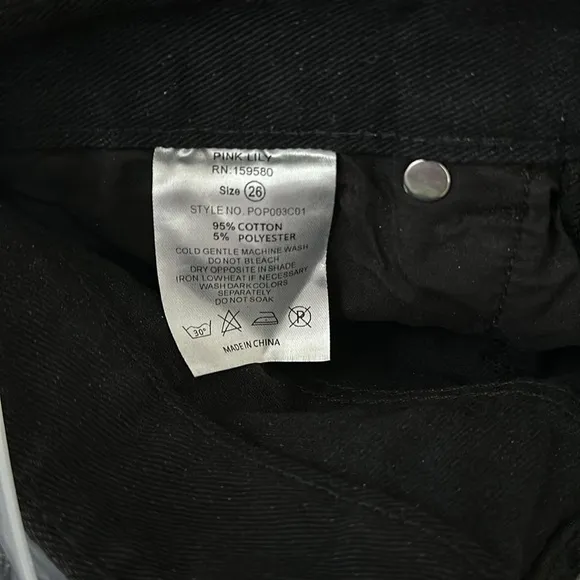 PINK LILY
RN:159580
Size 26
STYLE NO. POP003C01
95% COTTON
5% POLYESTER
COLD GENTLE MACHINE WASH
DO NOT BLEACH
DRY OPPOSITE IN SHADE
IRON LOWHEAT IF NECESSARY
WASH DARK COLORS
SEPARATELY
DO NOT SOAK
30° P
MADE IN CHINA